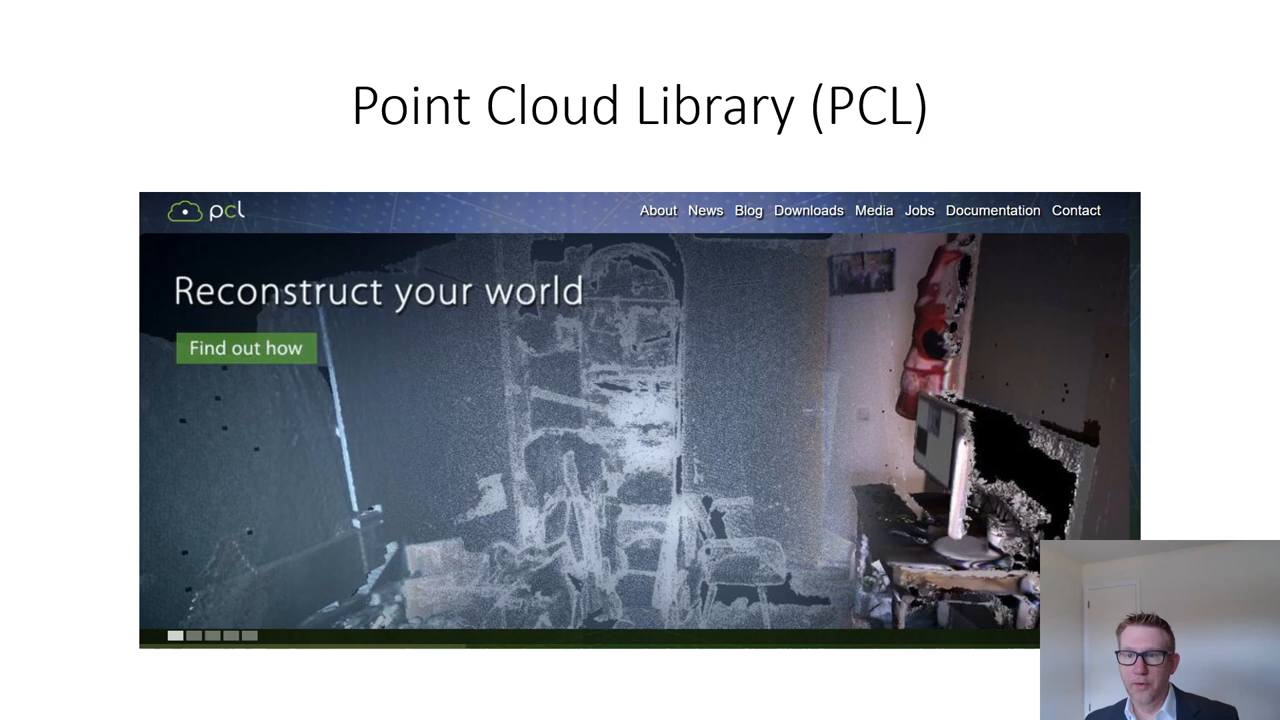 Point Cloud Library (PCL)
pcl
About News Blog Downloads Media Jobs Documentation Contact
Reconstruct your world
Find out how